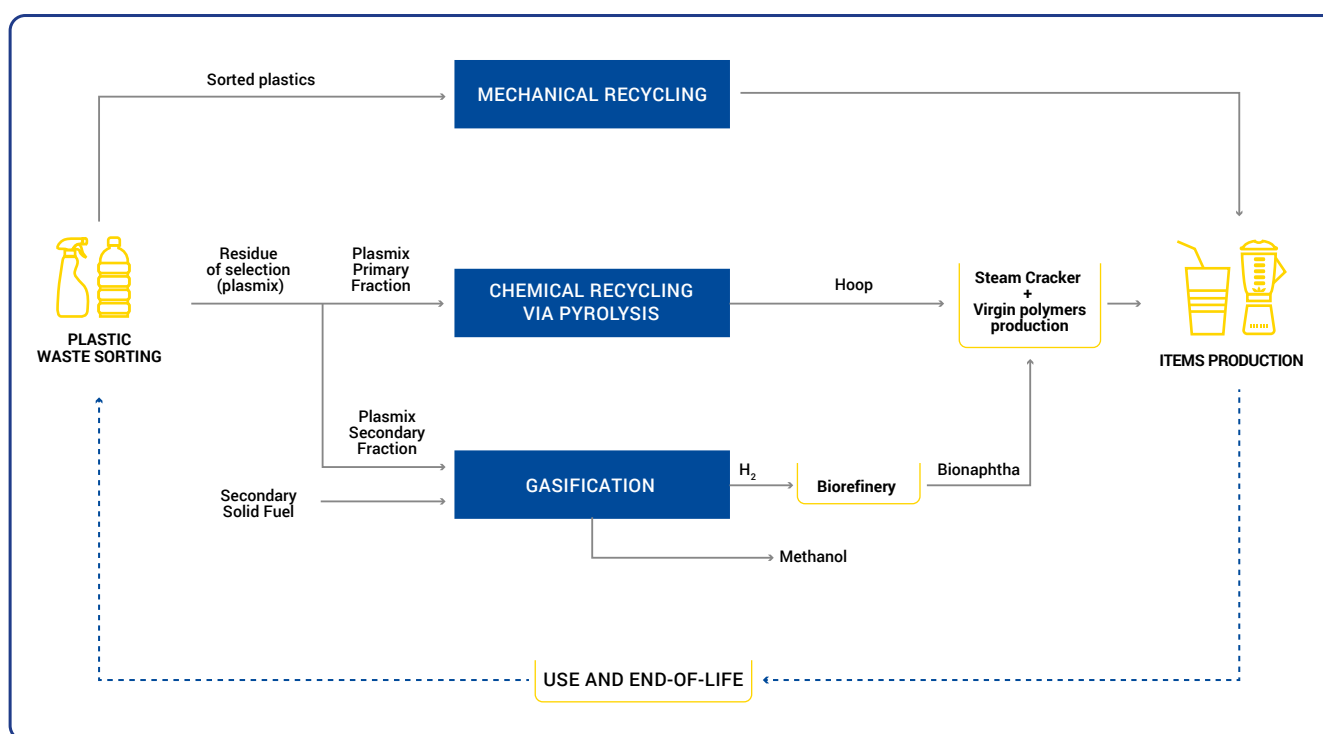 Sorted plastics
MECHANICAL RECYCLING
Residue
of selection
(plasmix)
Plasmix
Primary
Fraction
CHEMICAL RECYCLING
VIA PYROLYSIS
Hoop
Steam Cracker
+
Virgin polymers
production
PLASTIC
WASTE SORTING
ITEMS PRODUCTION
Plasmix
Secondary
Fraction
Secondary
Solid Fuel
GASIFICATION
H₂
Biorefinery
Bionaphtha
Methanol
USE AND END-OF-LIFE